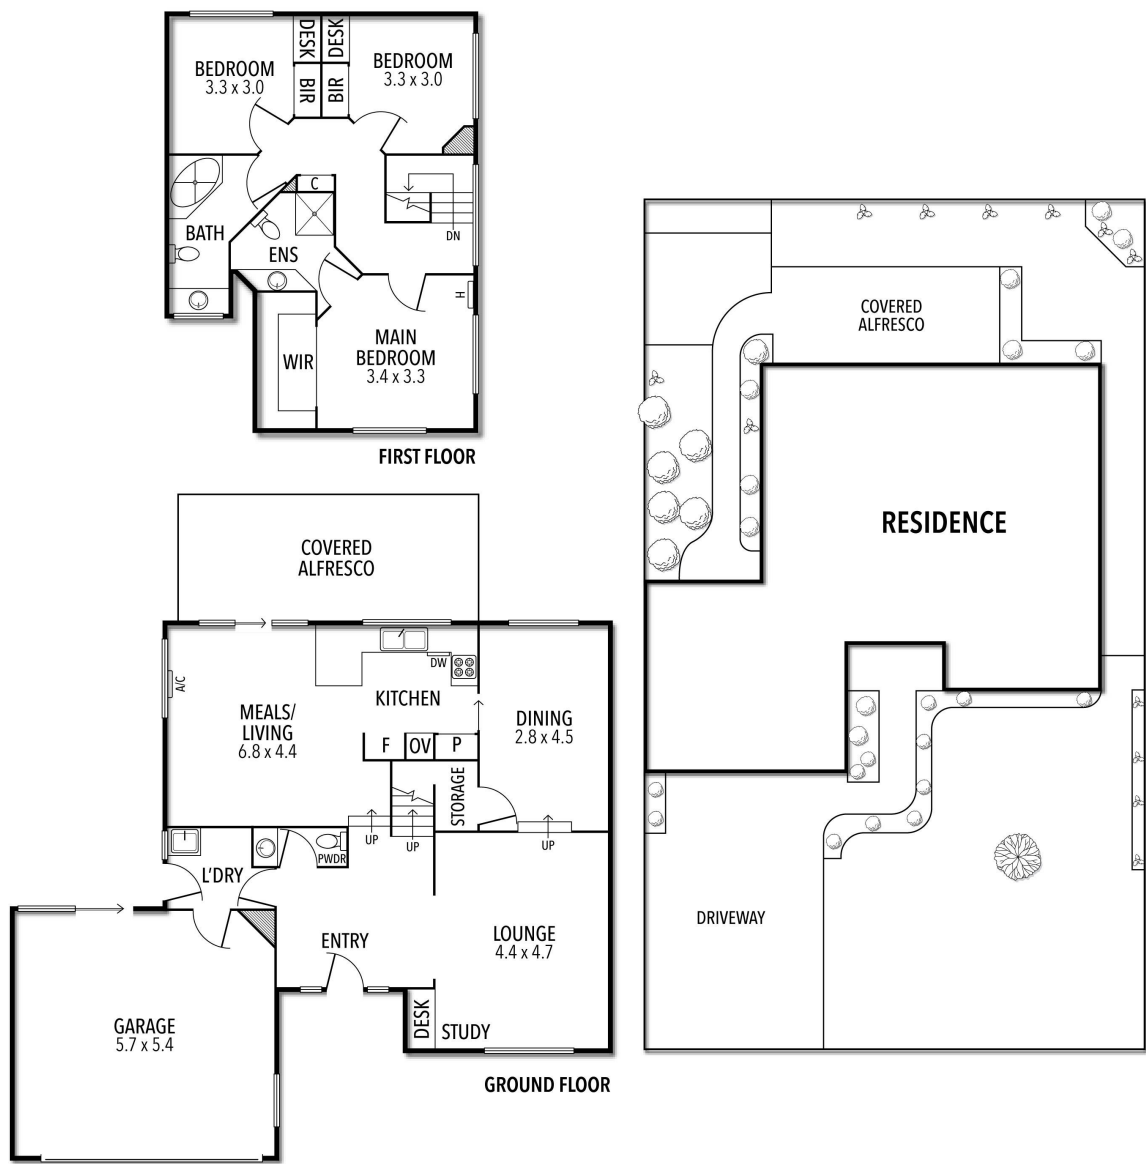 DESK
DESK
BEDROOM
3.3 x 3.0
BEDROOM
3.3 x 3.0
BIR
BIR
C
BATH
ENS
DN
H
MAIN
BEDROOM
3.4 x 3.3
WIR
FIRST FLOOR
COVERED
ALFRESCO
A/C
DW
KITCHEN
MEALS/
LIVING
6.8 x 4.4
DINING
2.8 x 4.5
F
OV
P
STORAGE
UP
UP
UP
PWDR
L'DRY
ENTRY
LOUNGE
4.4 x 4.7
DESK
STUDY
GARAGE
5.7 x 5.4
GROUND FLOOR
COVERED
ALFRESCO
RESIDENCE
DRIVEWAY